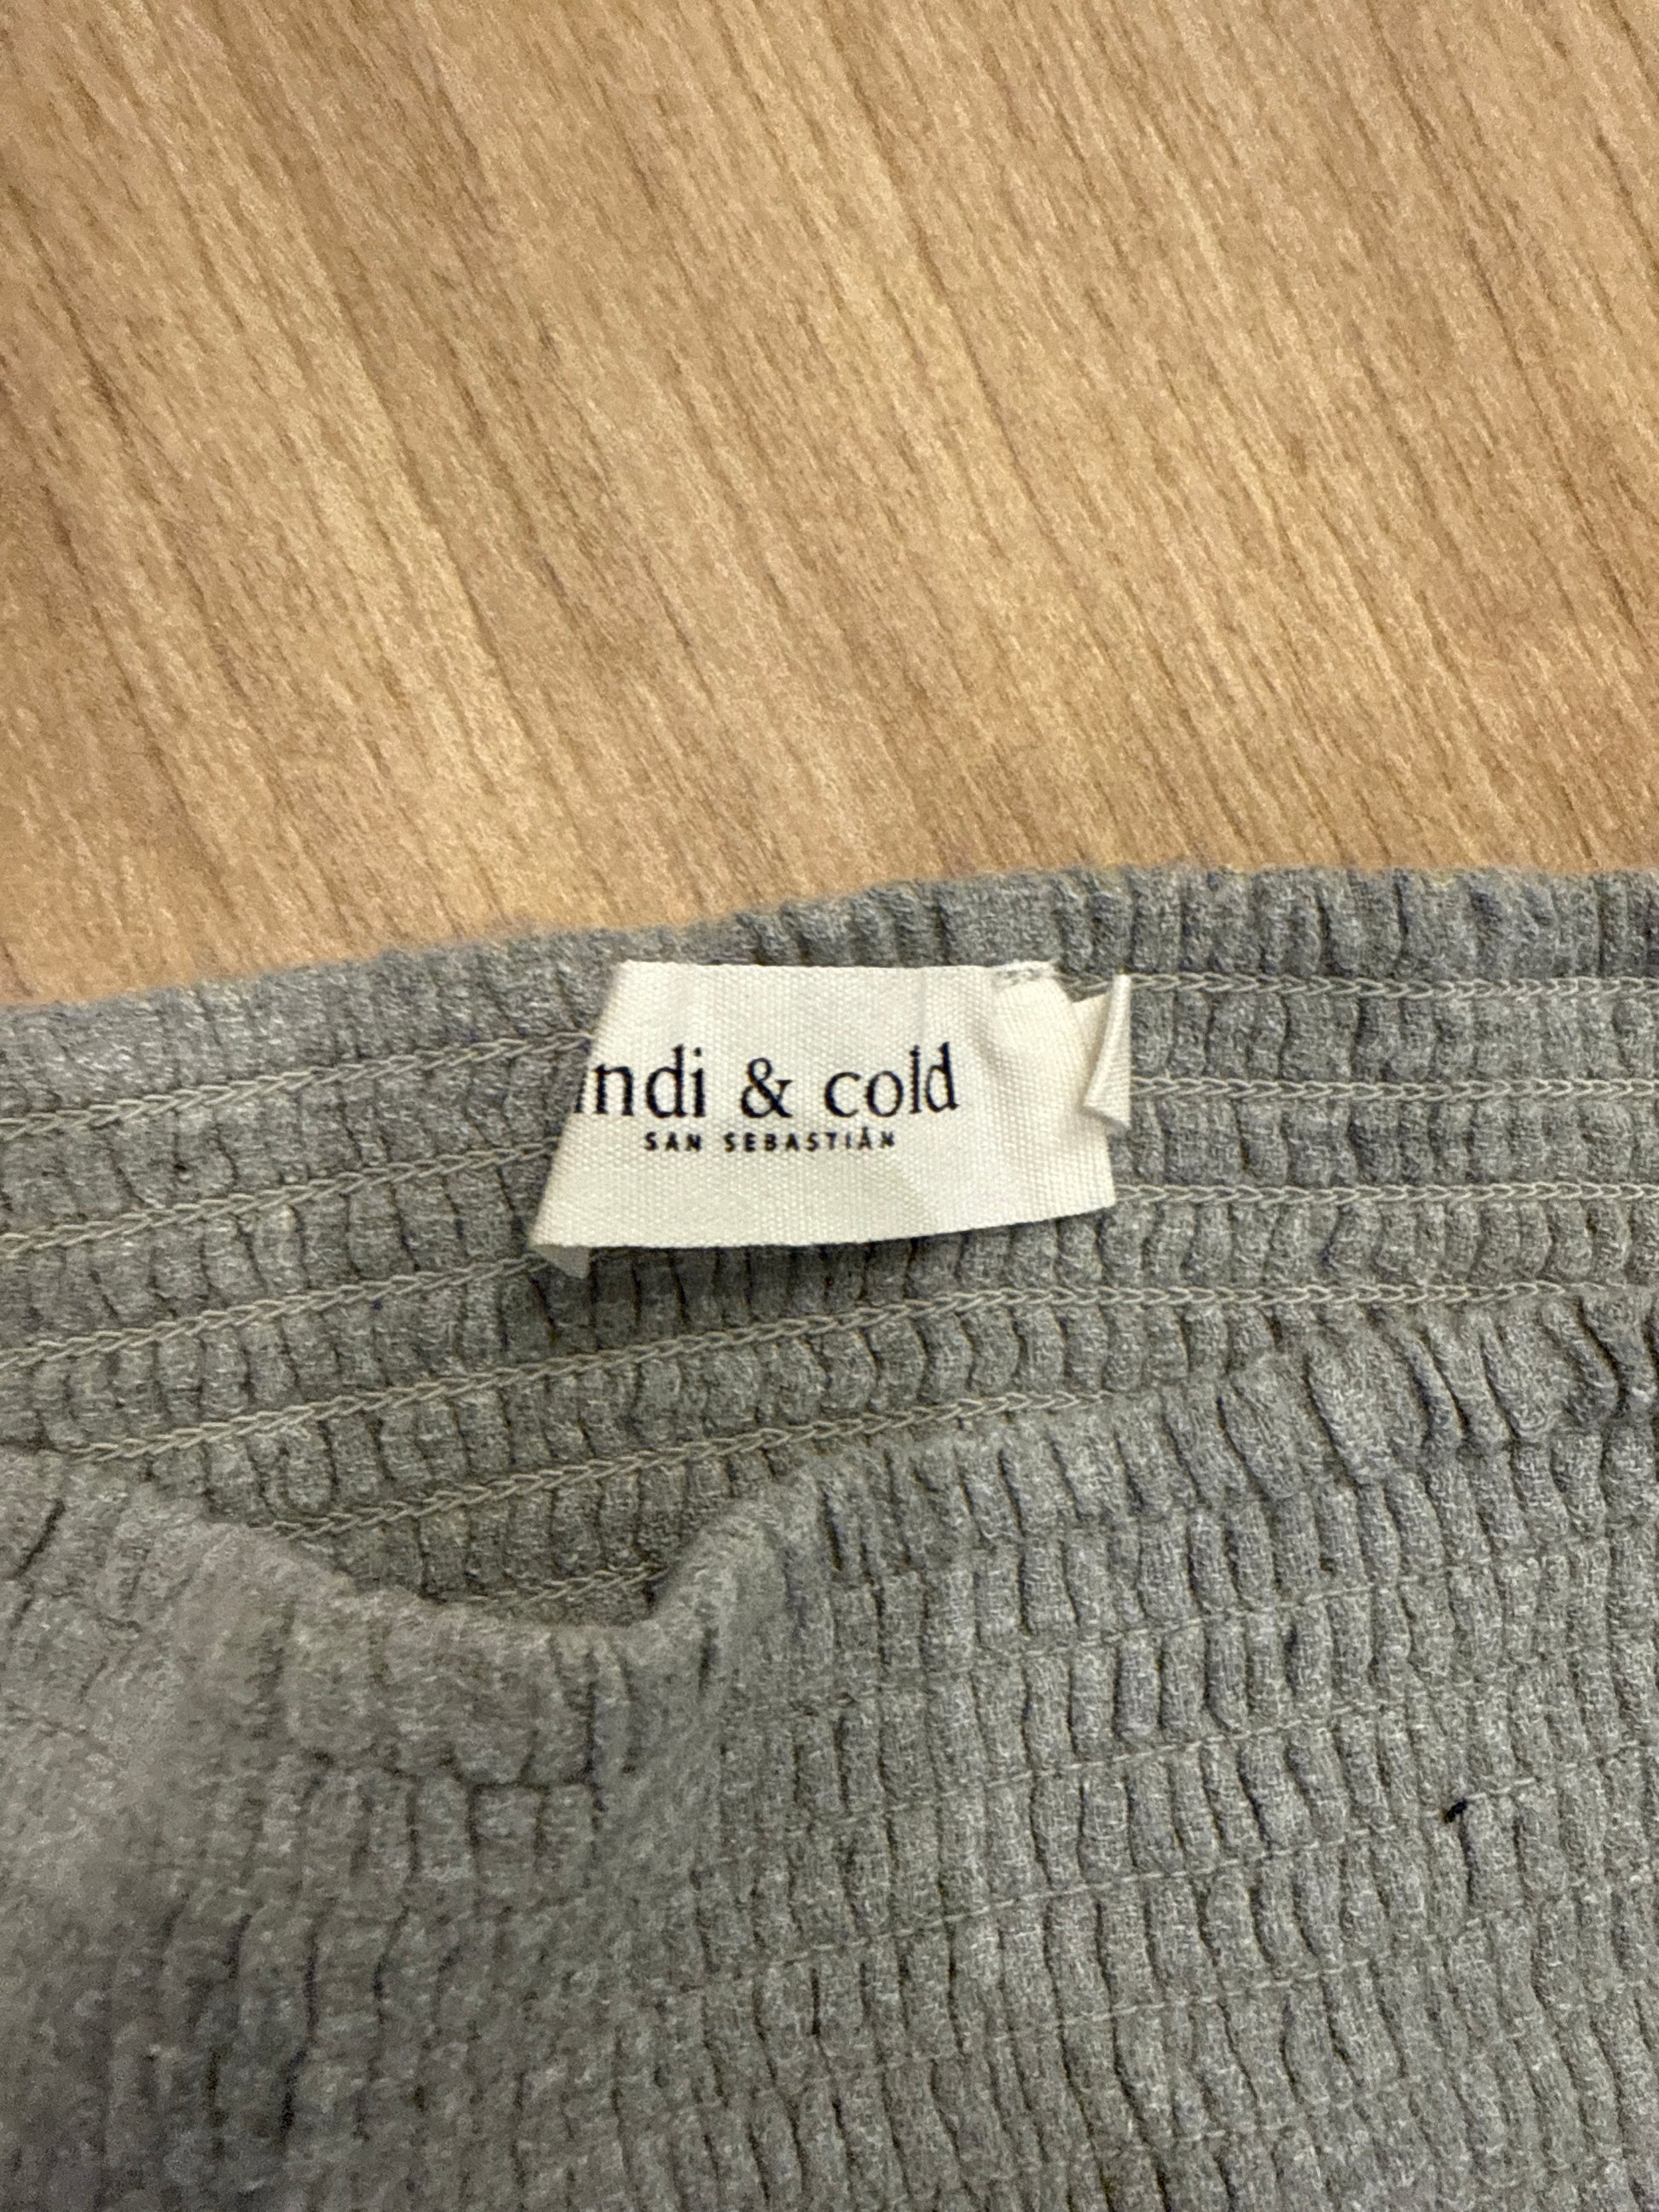 indi & cold
SAN SEBASTIÁN